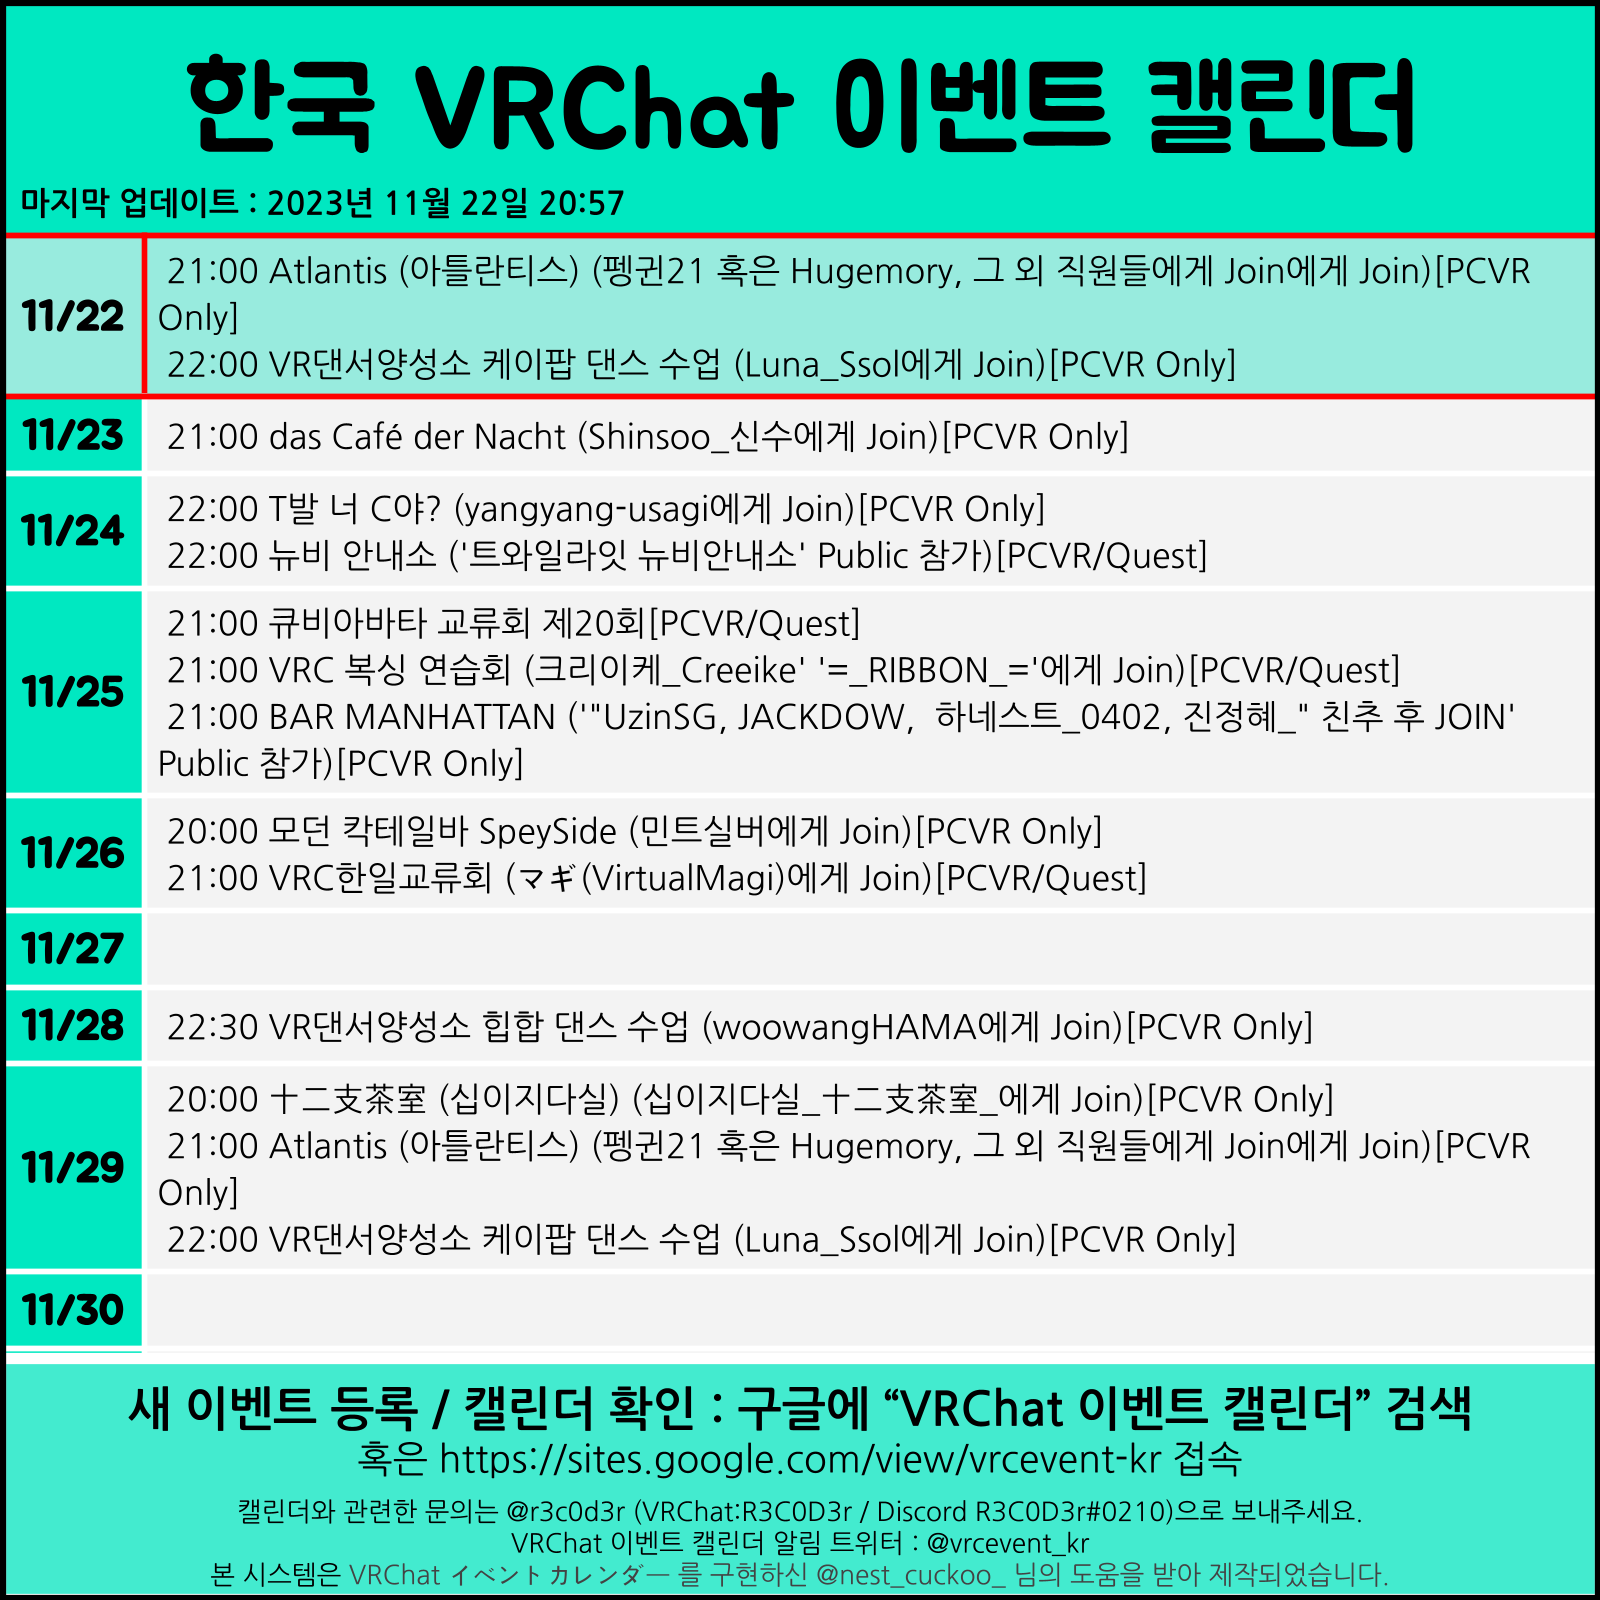 한국 VRChat 이벤트 캘린더
마지막 업데이트 : 2023년 11월 22일 20:57
11/22
21:00 Atlantis (아틀란티스) (펭귄21 혹은 Hugemory, 그 외 직원들에게 Join에게 Join)[PCVR
Only]
22:00 VR댄서양성소 케이팝 댄스 수업 (Luna_Ssol에게 Join)[PCVR Only]
11/23
21:00 das Café der Nacht (Shinsoo_신수에게 Join)[PCVR Only]
11/24
22:00 T발 너 C야? (yangyang-usagi에게 Join)[PCVR Only]
22:00 뉴비 안내소 ('트와일라잇 뉴비안내소' Public 참가)[PCVR/Quest]
11/25
21:00 큐비아바타 교류회 제20회[PCVR/Quest]
21:00 VRC 복싱 연습회 (크리이케_Creeike' '=_RIBBON_='에게 Join)[PCVR/Quest]
21:00 BAR MANHATTAN ('"UzinSG, JACKDOW,  하네스트_0402, 진정혜_" 친추 후 JOIN'
Public 참가)[PCVR Only]
11/26
20:00 모던 칵테일바 SpeySide (민트실버에게 Join)[PCVR Only]
21:00 VRC한일교류회 (マギ(VirtualMagi)에게 Join)[PCVR/Quest]
11/27
11/28
22:30 VR댄서양성소 힙합 댄스 수업 (woowangHAMA에게 Join)[PCVR Only]
11/29
20:00 十二支茶室 (십이지다실) (십이지다실_十二支茶室_에게 Join)[PCVR Only]
21:00 Atlantis (아틀란티스) (펭귄21 혹은 Hugemory, 그 외 직원들에게 Join에게 Join)[PCVR
Only]
22:00 VR댄서양성소 케이팝 댄스 수업 (Luna_Ssol에게 Join)[PCVR Only]
11/30
새 이벤트 등록 / 캘린더 확인 : 구글에 “VRChat 이벤트 캘린더” 검색
혹은 https://sites.google.com/view/vrcevent-kr 접속
캘린더와 관련한 문의는 @r3c0d3r (VRChat:R3C0D3r / Discord R3C0D3r#0210)으로 보내주세요.
VRChat 이벤트 캘린더 알림 트위터 : @vrcevent_kr
본 시스템은 VRChat イベントカレンダー 를 구현하신 @nest_cuckoo_ 님의 도움을 받아 제작되었습니다.